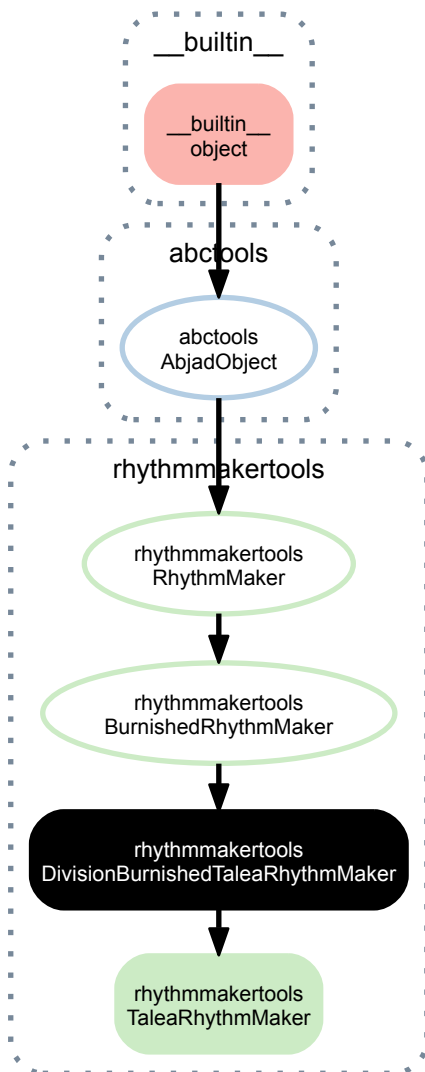 __builtin__
__builtin__
object
abctools
abctools
AbjadObject
rhythmmakertools
rhythmmakertools
RhythmMaker
rhythmmakertools
BurnishedRhythmMaker
rhythmmakertools
DivisionBurnishedTaleaRhythmMaker
rhythmmakertools
TaleaRhythmMaker